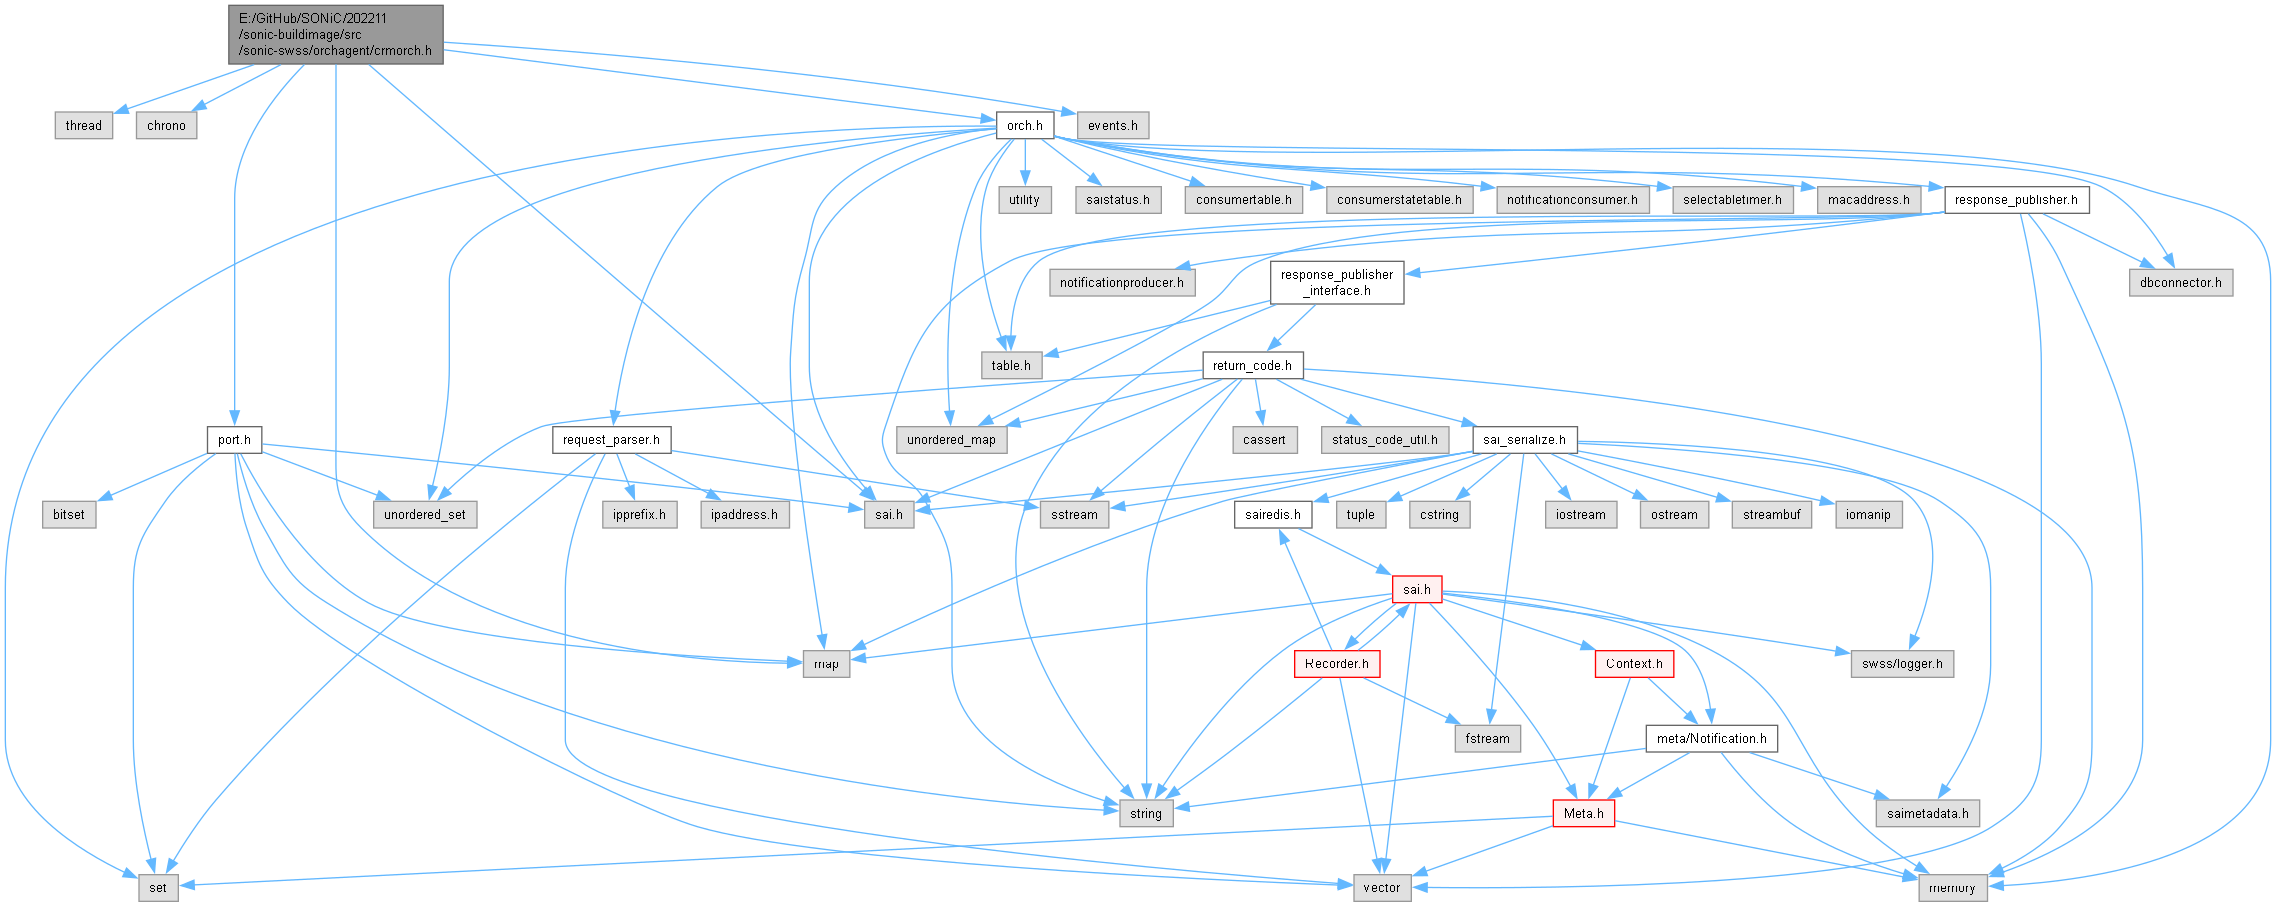 E:/GitHub/SONiC/202211
/sonic-buildimage/src
/sonic-swss/orchagent/crmorch.h
thread
chrono
orch.h
events.h
utility
saistatus.h
consumertable.h
consumerstatetable.h
notificationconsumer.h
selectabletimer.h
macaddress.h
response_publisher.h
notificationproducer.h
response_publisher
_interface.h
dbconnector.h
table.h
return_code.h
port.h
request_parser.h
unordered_map
cassert
status_code_util.h
sai_serialize.h
bitset
unordered_set
ipprefix.h
ipaddress.h
sai.h
sstream
sairedis.h
tuple
cstring
iostream
ostream
streambuf
iomanip
sai.h
map
Recorder.h
Context.h
swss/logger.h
fstream
meta/Notification.h
string
Meta.h
saimetadata.h
set
vector
memory